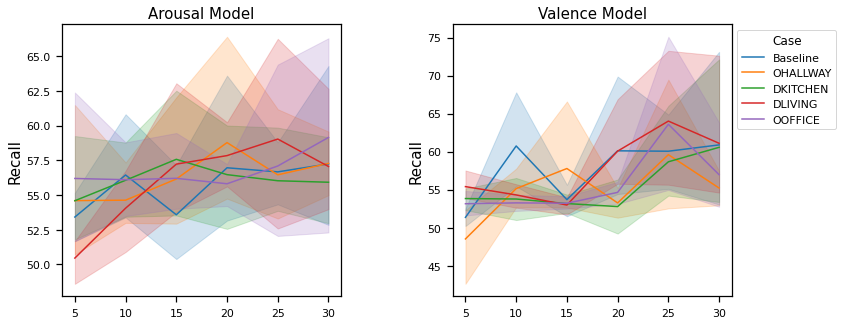 Arousal Model
Recall
65.0
62.5
60.0
57.5
55.0
52.5
50.0
5 10 15 20 25 30
Valence Model
Recall
75
70
65
60
55
50
45
5 10 15 20 25 30
Case
Baseline
OHALLWAY
DKITCHEN
DLIVING
OOFFICE